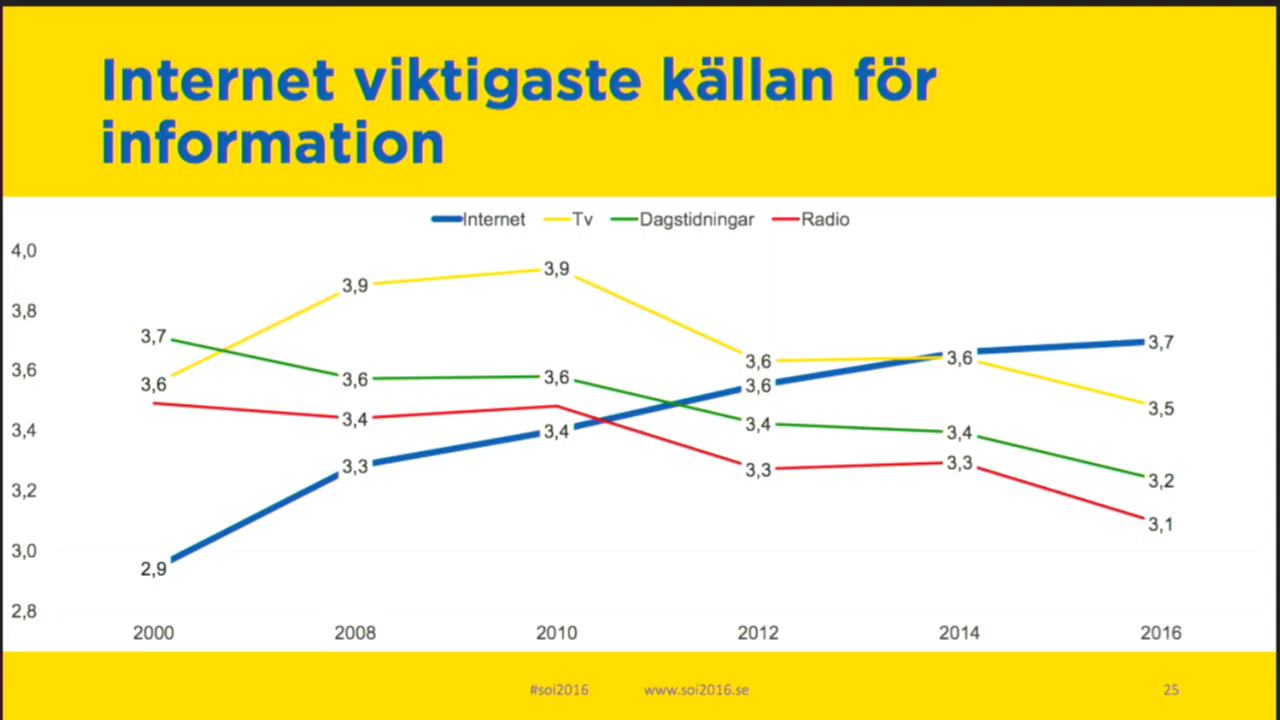 Internet viktigaste källan för
information
Internet Tv Dagstidningar Radio
4,0
3,8
3,6
3,4
3,2
3,0
2,8
3,7 3,6 3,6 3,4 3,4 3,2
3,6 3,9 3,9 3,6 3,6 3,5
3,4 3,3 3,3 3,1
2,9 3,3 3,4 3,6 3,7
2000 2008 2010 2012 2014 2016
#soi2016 www.soi2016.se 25